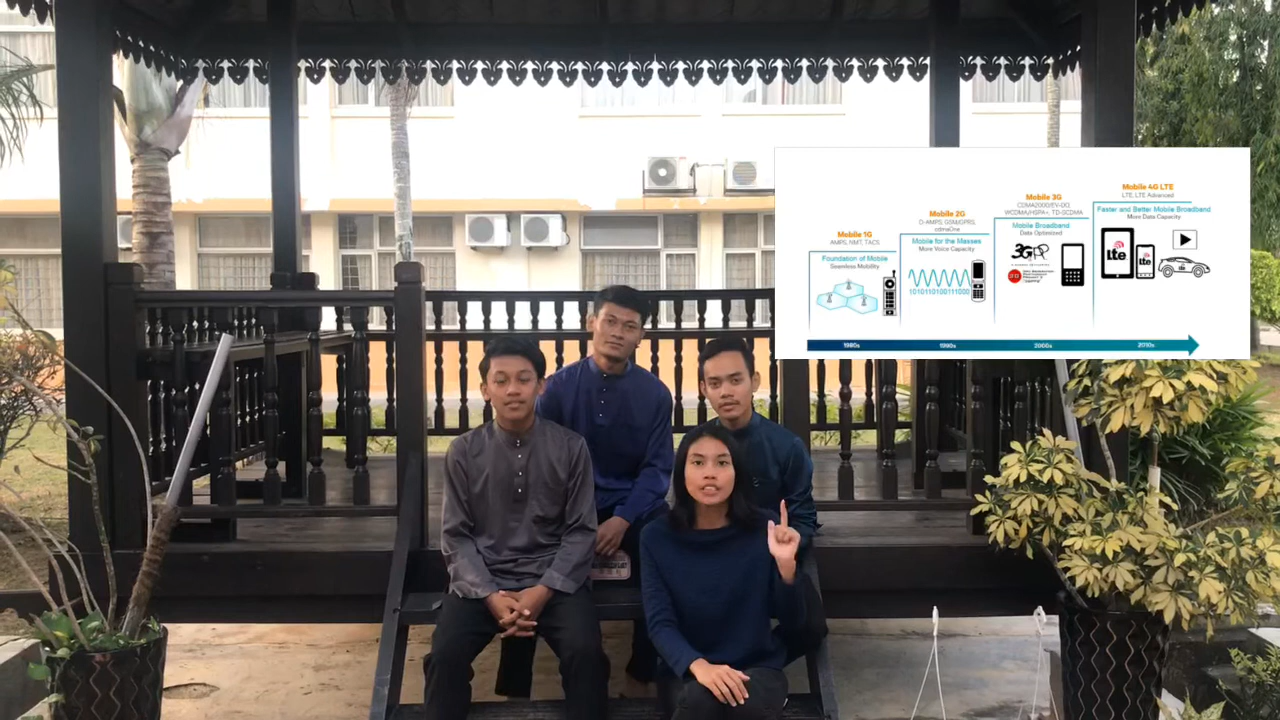 Mobile 1G
AMPS, NMT, TACS
Foundation of Mobile
Seamless Mobility
Mobile 2G
D-AMPS, GSM/GPRS,
cdmaOne
Mobile for the Masses
More Voice Capacity
10101101001110001
Mobile 3G
CDMA2000/EV-DO,
WCDMA/HSPA+, TD-SCDMA
Mobile Broadband
Data Optimized
3GPP
Mobile 4G LTE
LTE, LTE Advanced
Faster and Better Mobile Broadband
More Data Capacity
lte
lte
1980s
1990s
2000s
2010s